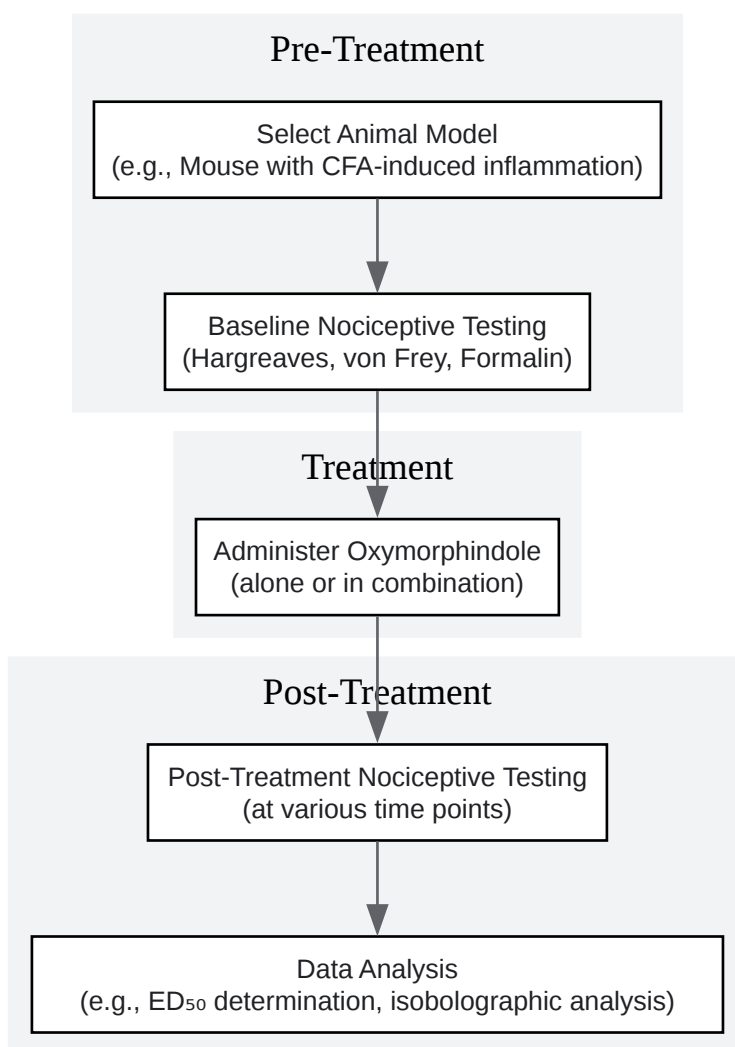 Pre-Treatment
Select Animal Model
(e.g., Mouse with CFA-induced inflammation)
Baseline Nociceptive Testing
(Hargreaves, von Frey, Formalin)
Treatment
Administer Oxymorphindole
(alone or in combination)
Post-Treatment
Post-Treatment Nociceptive Testing
(at various time points)
Data Analysis
(e.g., ED₅₀ determination, isobolographic analysis)